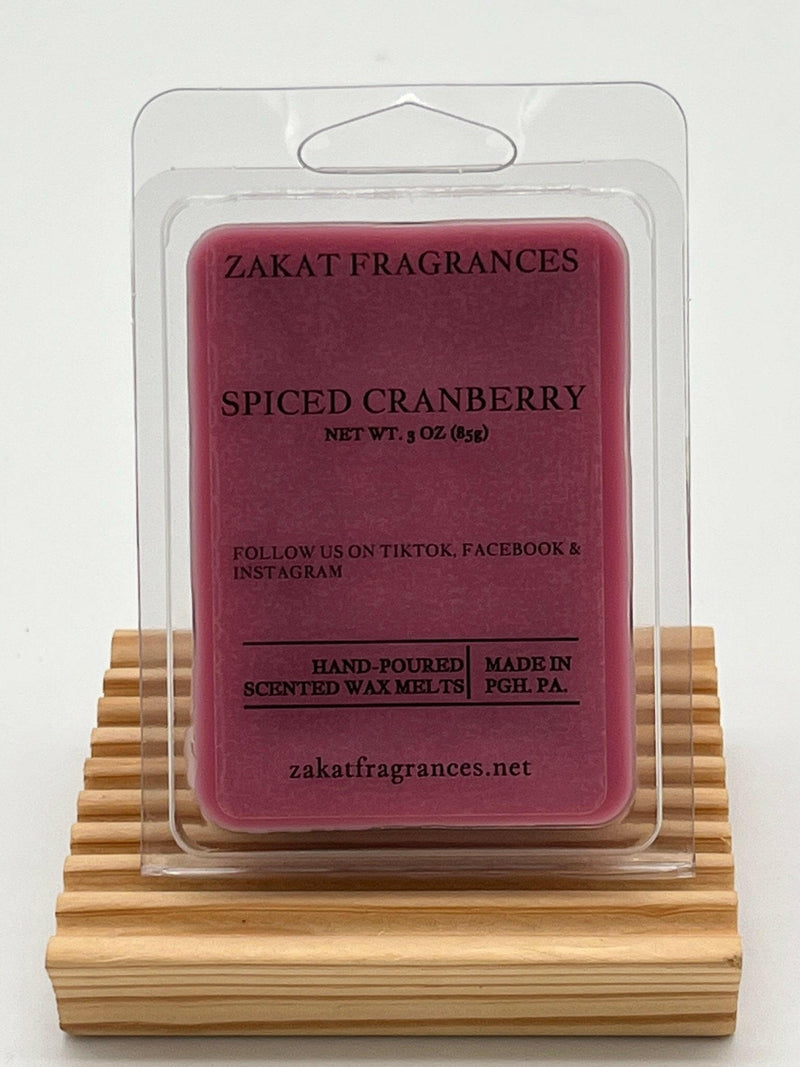 ZAKAT FRAGRANCES
SPICED CRANBERRY
NET WT. 3 OZ (85g)
FOLLOW US ON TIKTOK, FACEBOOK &
INSTAGRAM
HAND-POURED
SCENTED WAX MELTS
MADE IN
PGH. PA.
zakatfragrances.net